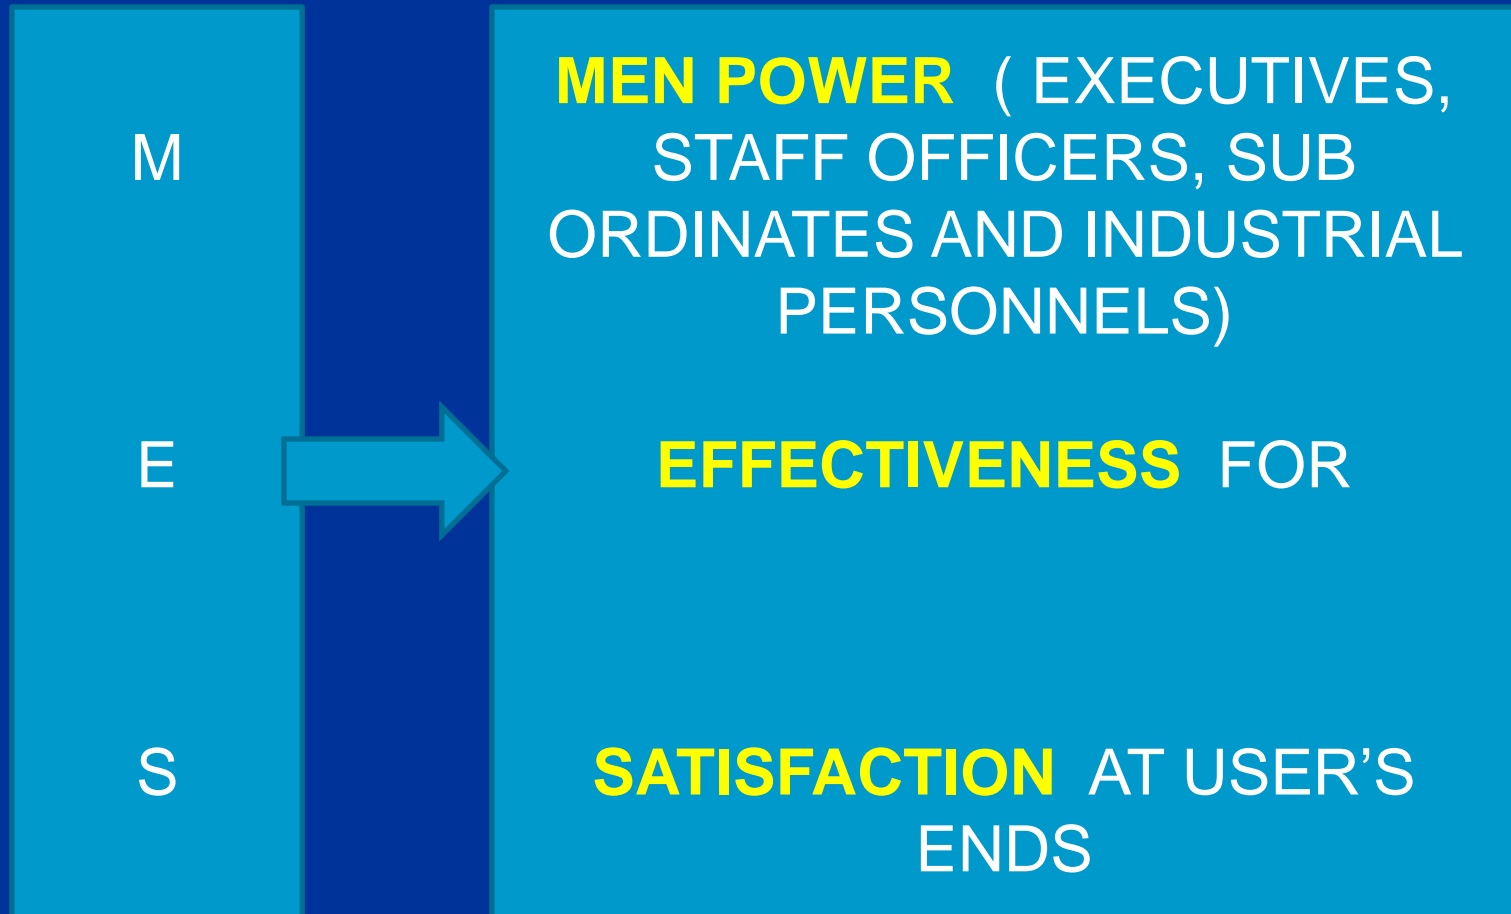 M
MEN POWER ( EXECUTIVES,
STAFF OFFICERS, SUB
ORDINATES AND INDUSTRIAL
PERSONNELS)
E
EFFECTIVENESS FOR
S
SATISFACTION AT USER’S
ENDS